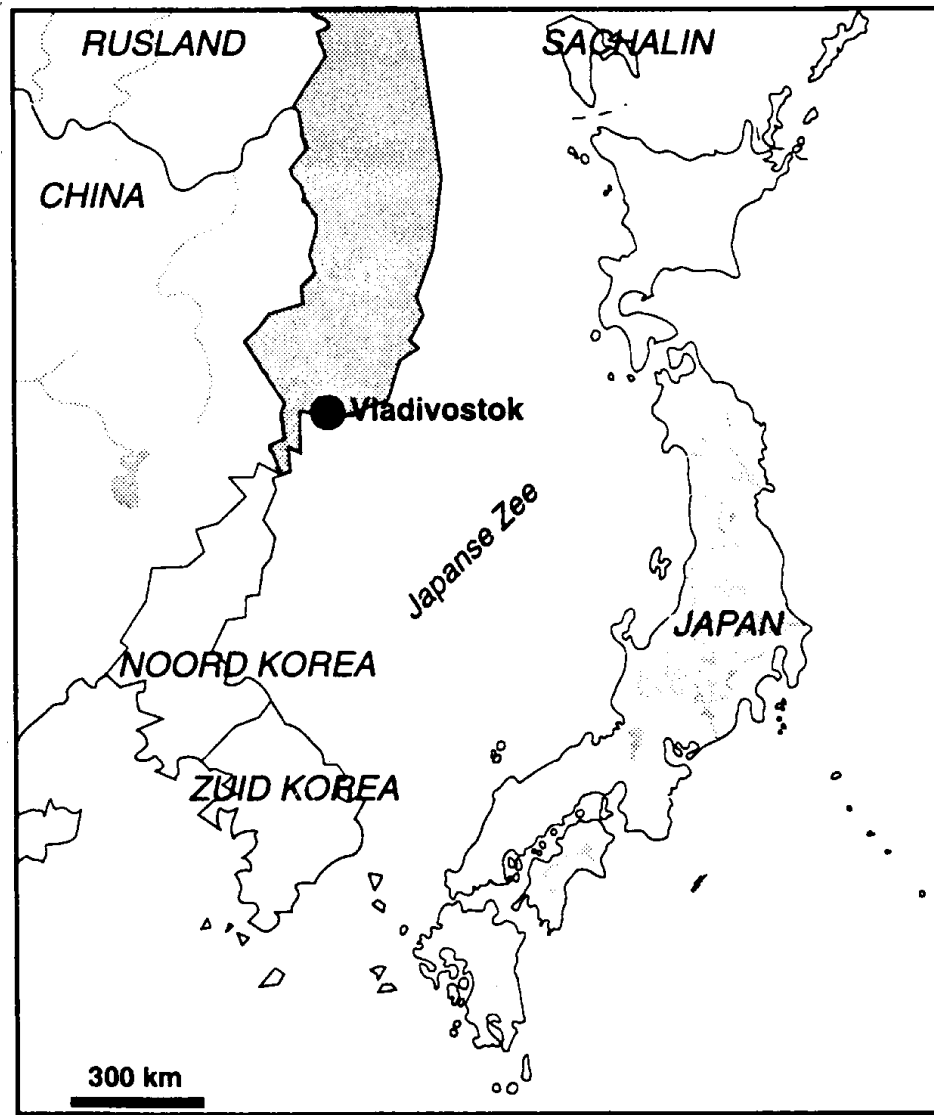 RUSLAND
SACHALIN
CHINA
Vladivostok
Japanse Zee
JAPAN
NOORD KOREA
ZUID KOREA
300 km